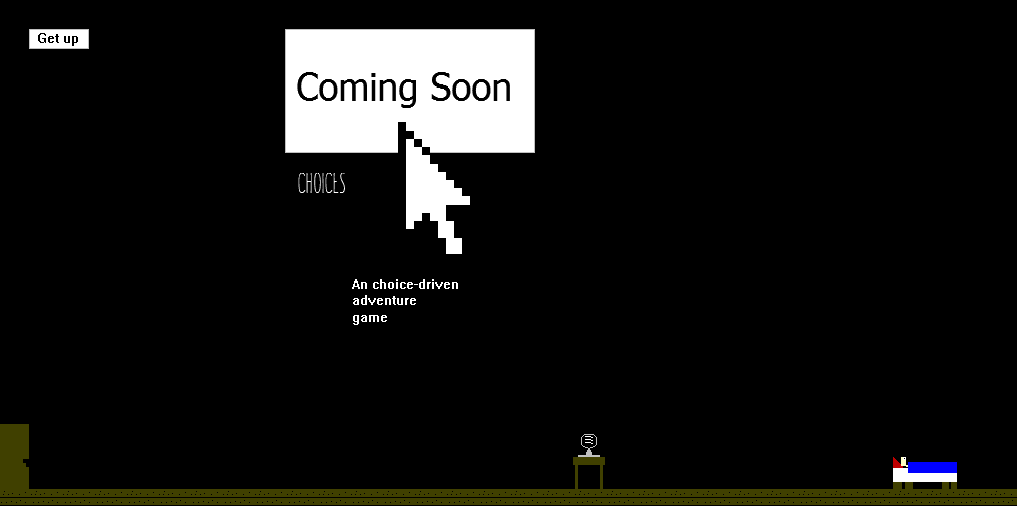 Get up
Coming Soon
CHOICES
An choice-driven
adventure
game